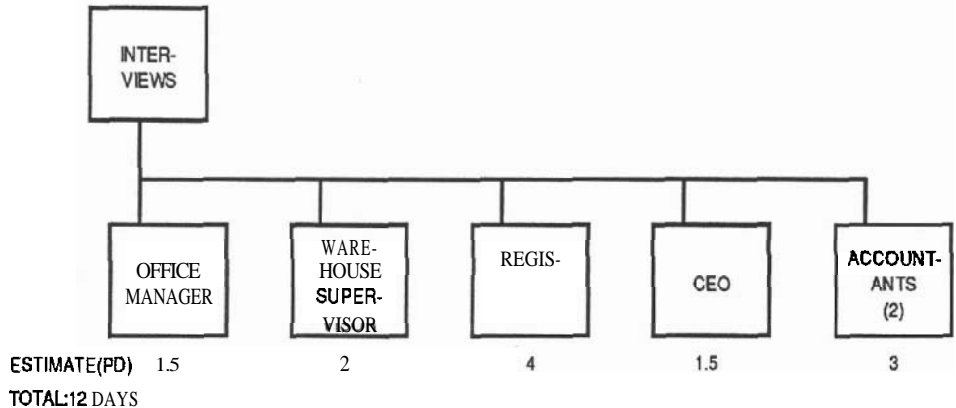 INTER-
VIEWS
OFFICE
MANAGER
WARE-
HOUSE
SUPER-
VISOR
REGIS-
CEO
ACCOUNT-
ANTS
(2)
ESTIMATE(PD) 1.5 2 4 1.5 3
TOTAL:12 DAYS